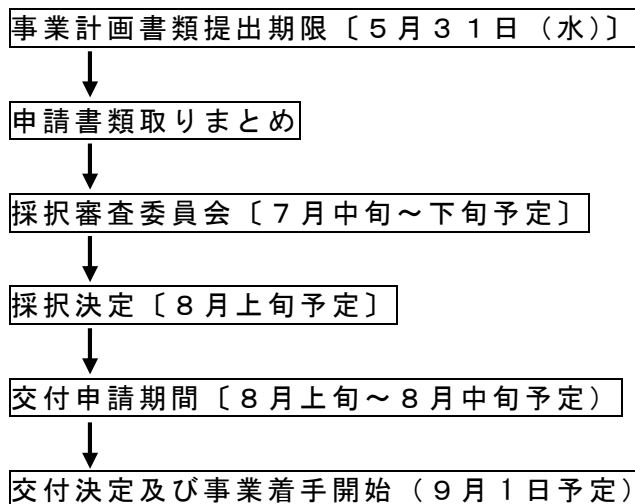 事業計画書類提出期限〔５月３１日（水）〕
申請書類取りまとめ
採択審査委員会〔７月中旬～下旬予定〕
採択決定〔８月上旬予定〕
交付申請期間〔８月上旬～８月中旬予定）
交付決定及び事業着手開始（９月１日予定）